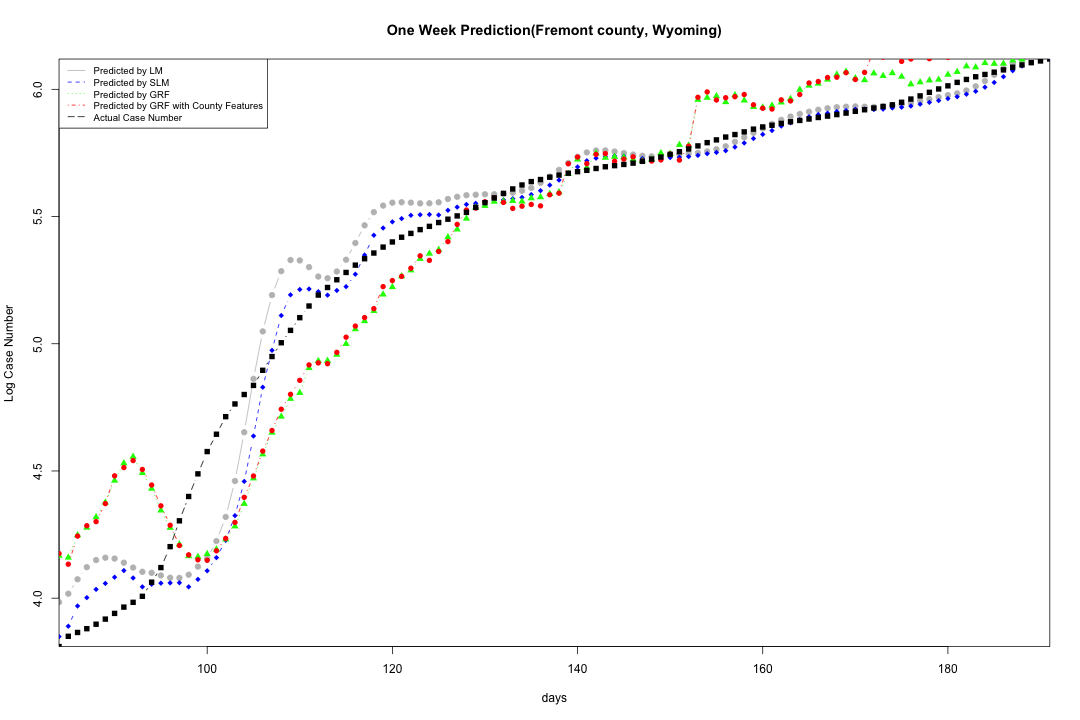 One Week Prediction(Fremont county, Wyoming)
Predicted by LM
Predicted by SLM
Predicted by GRF
Predicted by GRF with County Features
Actual Case Number
Log Case Number
6.0
5.5
5.0
4.5
4.0
100 120 140 160 180
days